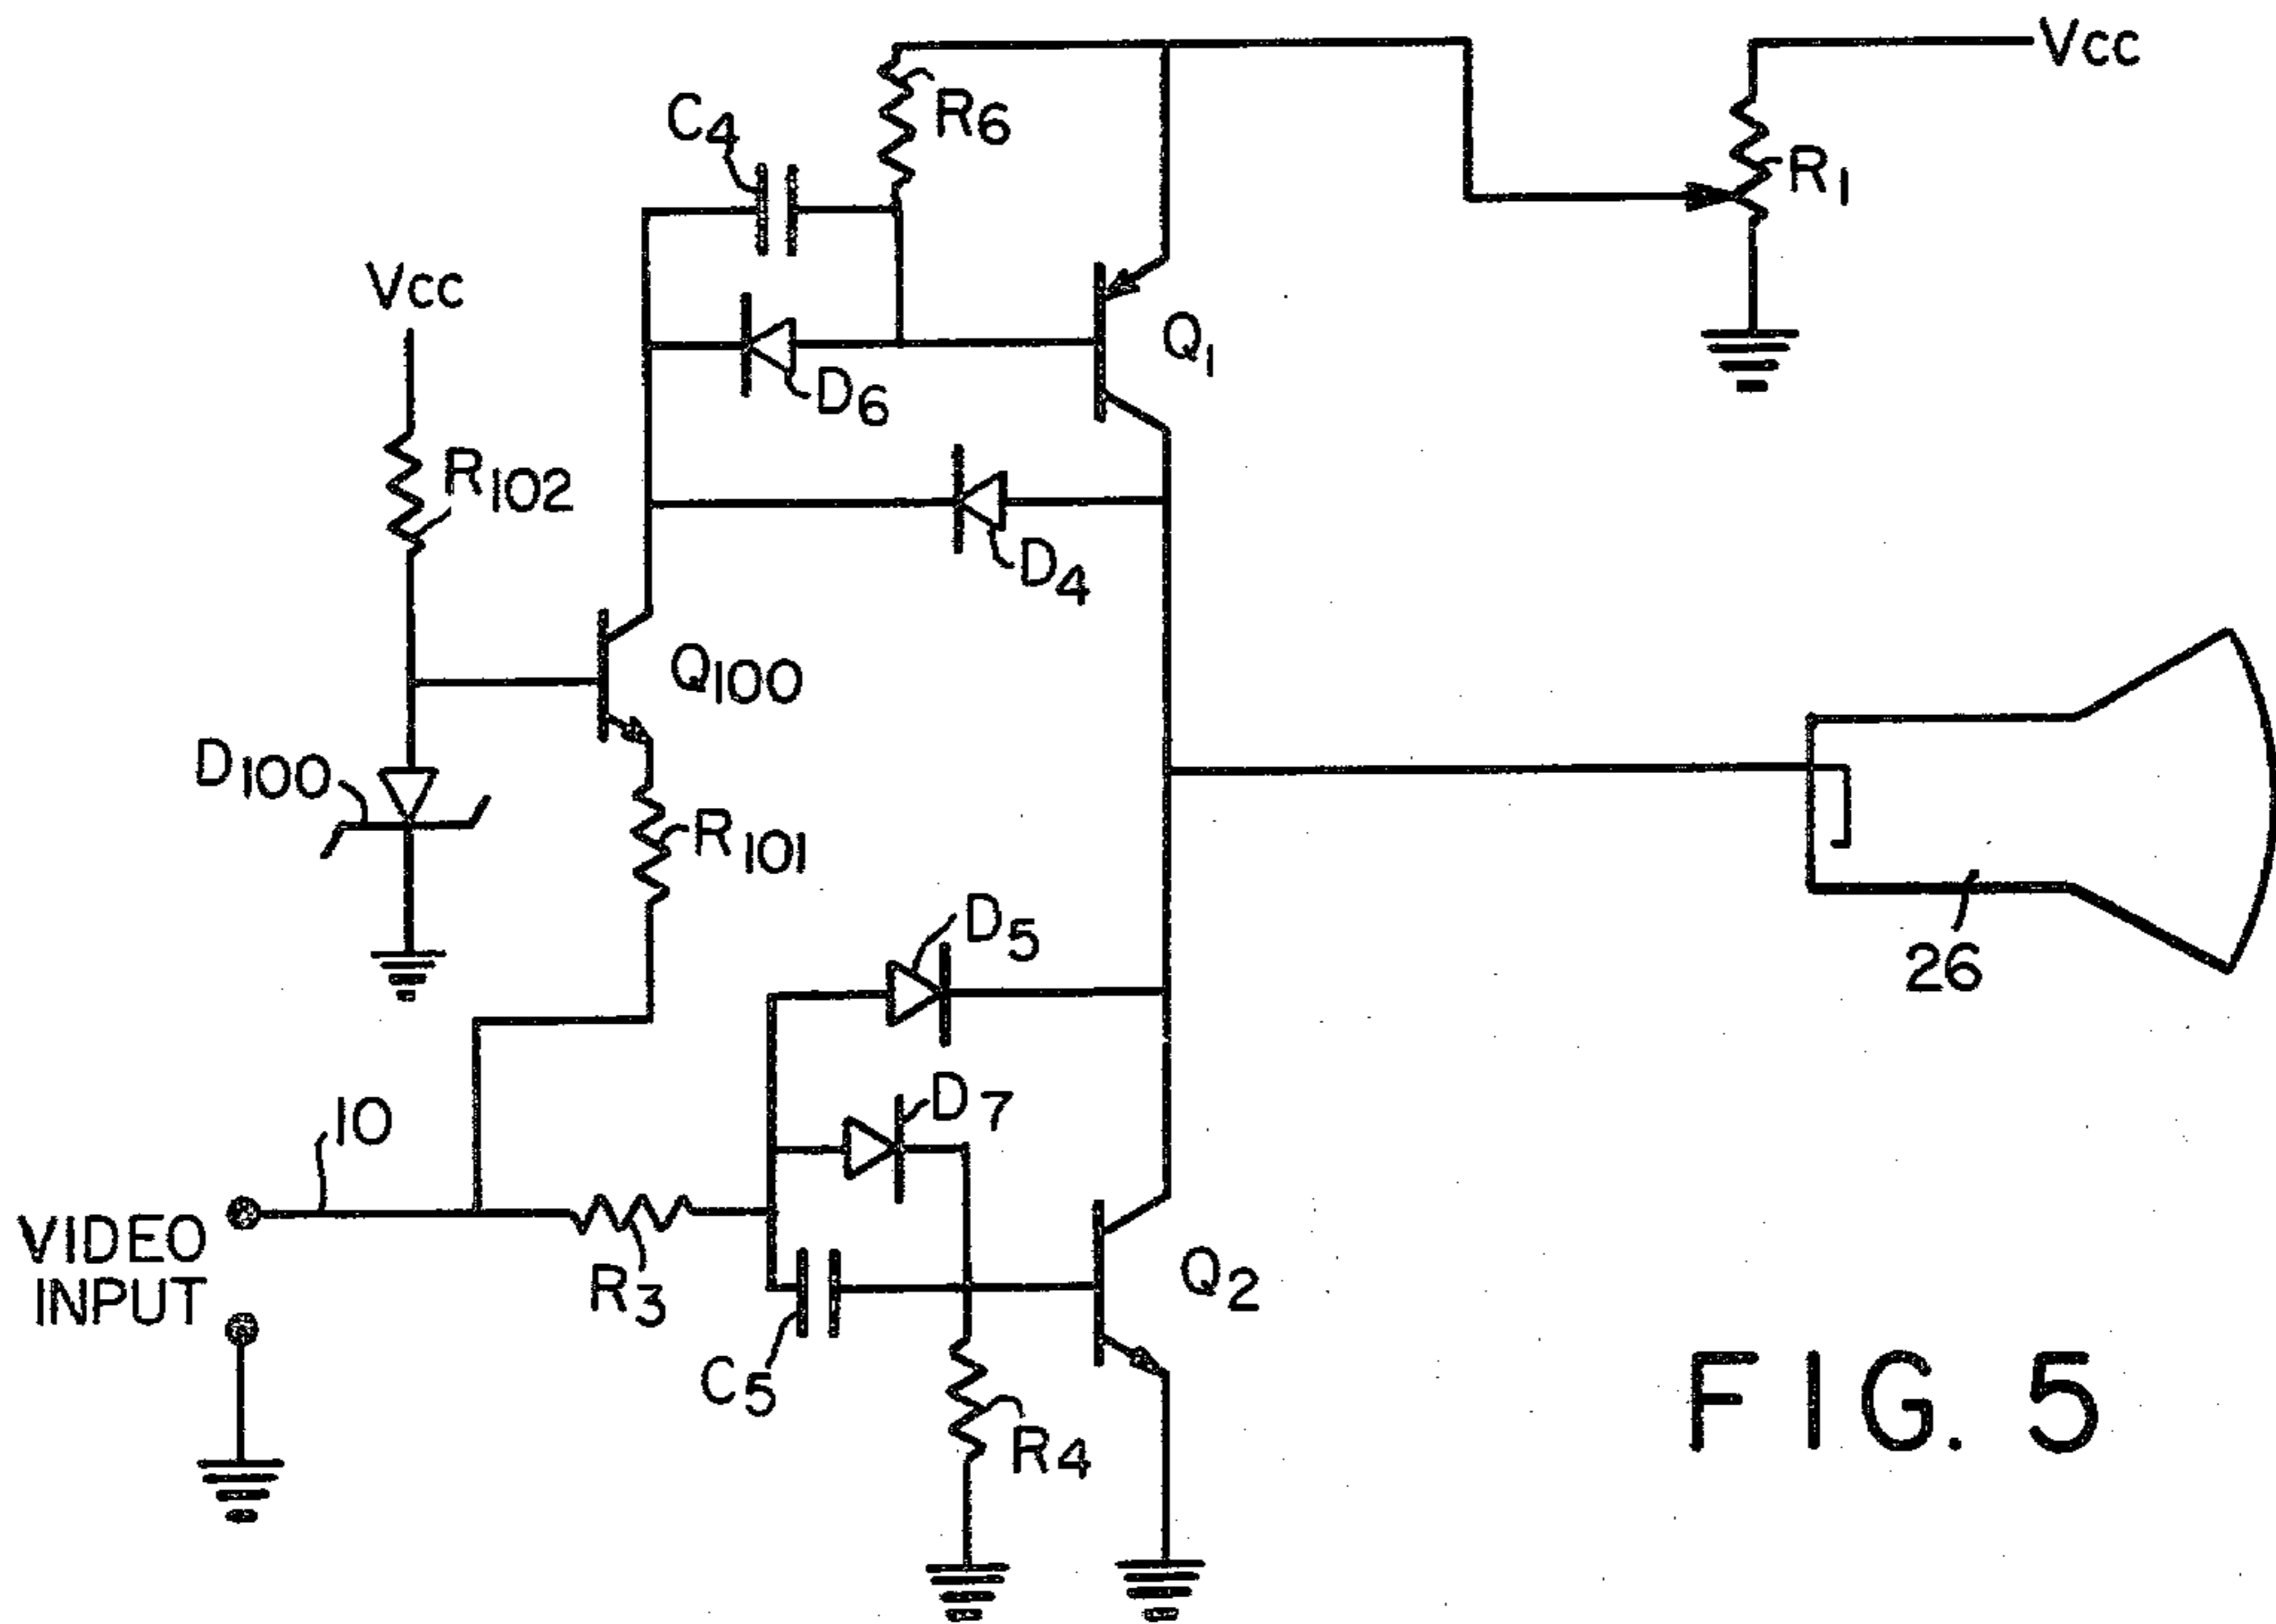 Vcc
C4
R6
R1
Vcc
Q1
D6
R102
D4
Q100
D100
R101
D5
26
D7
10
VIDEO
INPUT
R3
Q2
C5
R4
FIG. 5